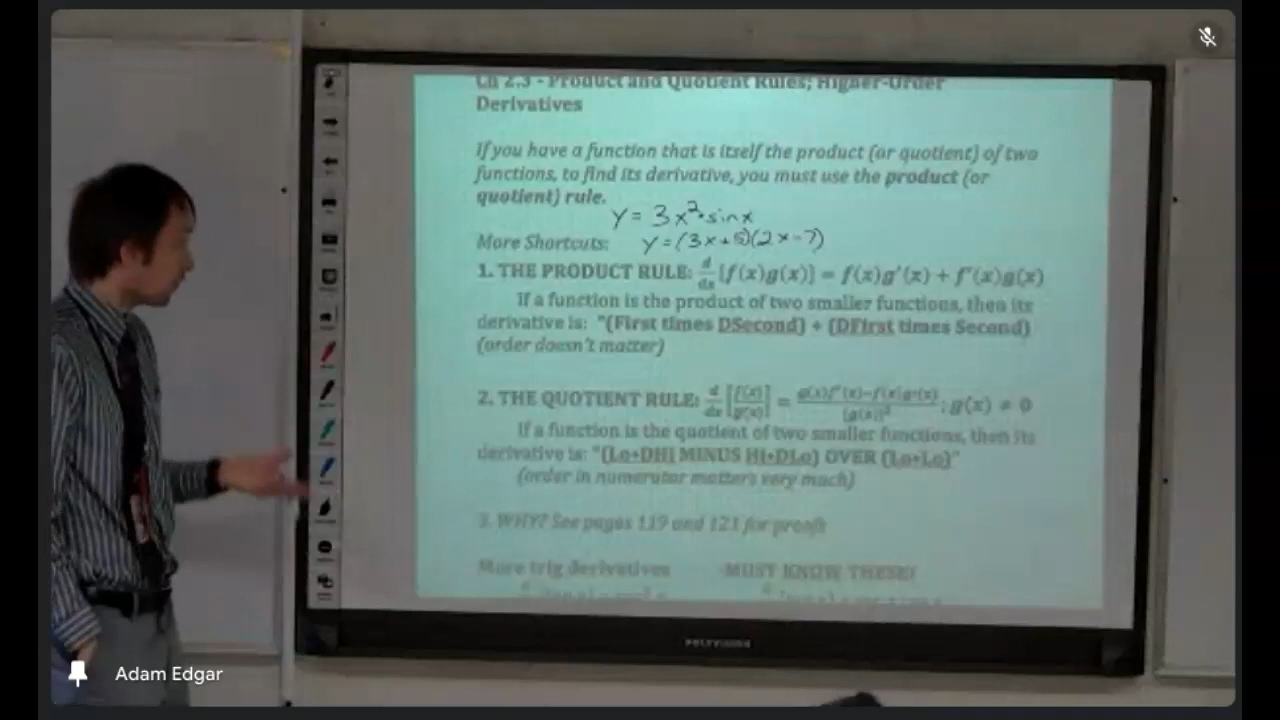 Ch 2.3 - Product and Quotient Rules; Higher-Order
Derivatives
If you have a function that is itself the product (or quotient) of two
functions, to find its derivative, you must use the product (or
quotient) rule.
y = 3x²·sinx
More Shortcuts: y = (3x+5)(2x-7)
1. THE PRODUCT RULE: d/dx [f(x)g(x)] = f(x)g'(x) + f'(x)g(x)
If a function is the product of two smaller functions, then its
derivative is: "(First times DSecond) + (DFirst times Second)
(order doesn't matter)
2. THE QUOTIENT RULE: d/dx [f(x)/g(x)] = g(x)f'(x)-f(x)g'(x)/[g(x)]² ; g(x) ≠ 0
If a function is the quotient of two smaller functions, then its
derivative is: "(Lo•DHi MINUS Hi•DLo) OVER (Lo•Lo)"
(order in numerator matters very much)
3. WHY? See pages 119 and 121 for proofs
More trig derivatives MUST KNOW THESE!
POLYVISION
Adam Edgar